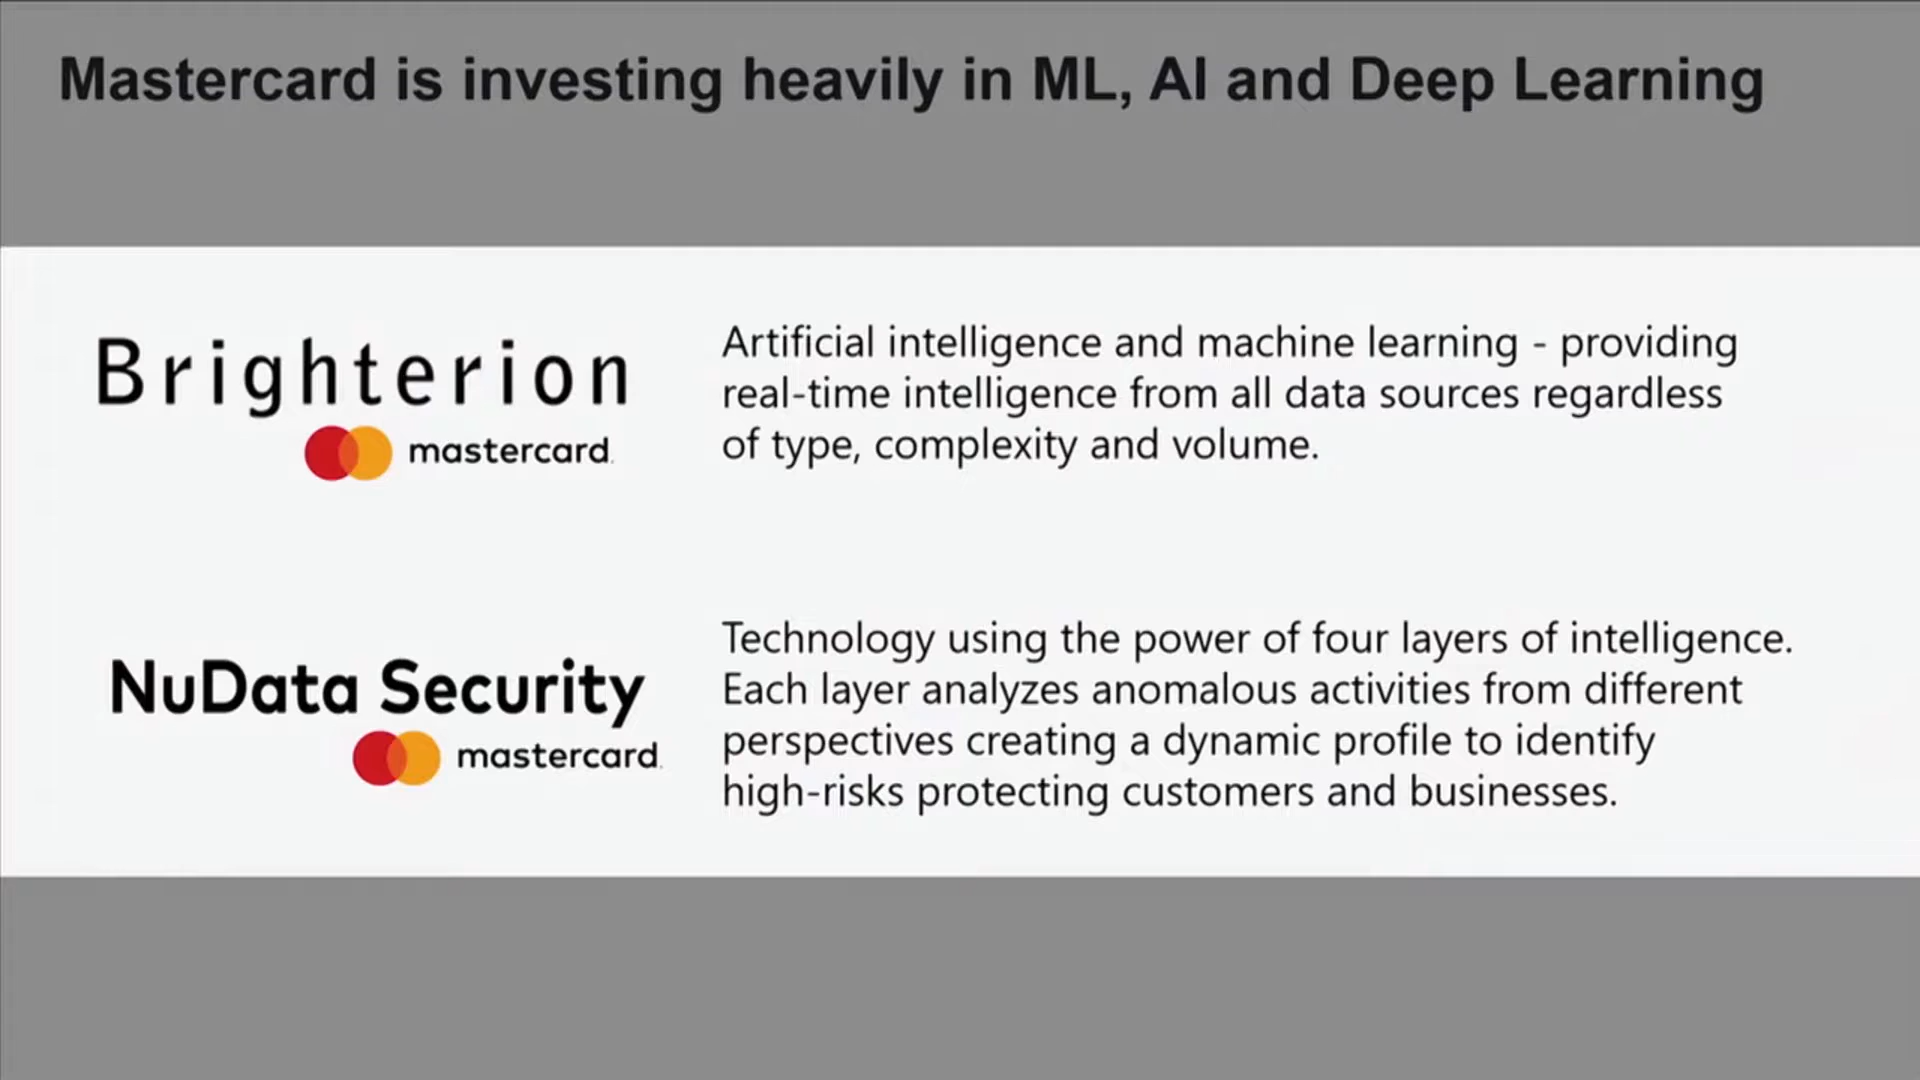 Mastercard is investing heavily in ML, AI and Deep Learning
Brighterion
mastercard.
Artificial intelligence and machine learning - providing
real-time intelligence from all data sources regardless
of type, complexity and volume.
NuData Security
mastercard.
Technology using the power of four layers of intelligence.
Each layer analyzes anomalous activities from different
perspectives creating a dynamic profile to identify
high-risks protecting customers and businesses.